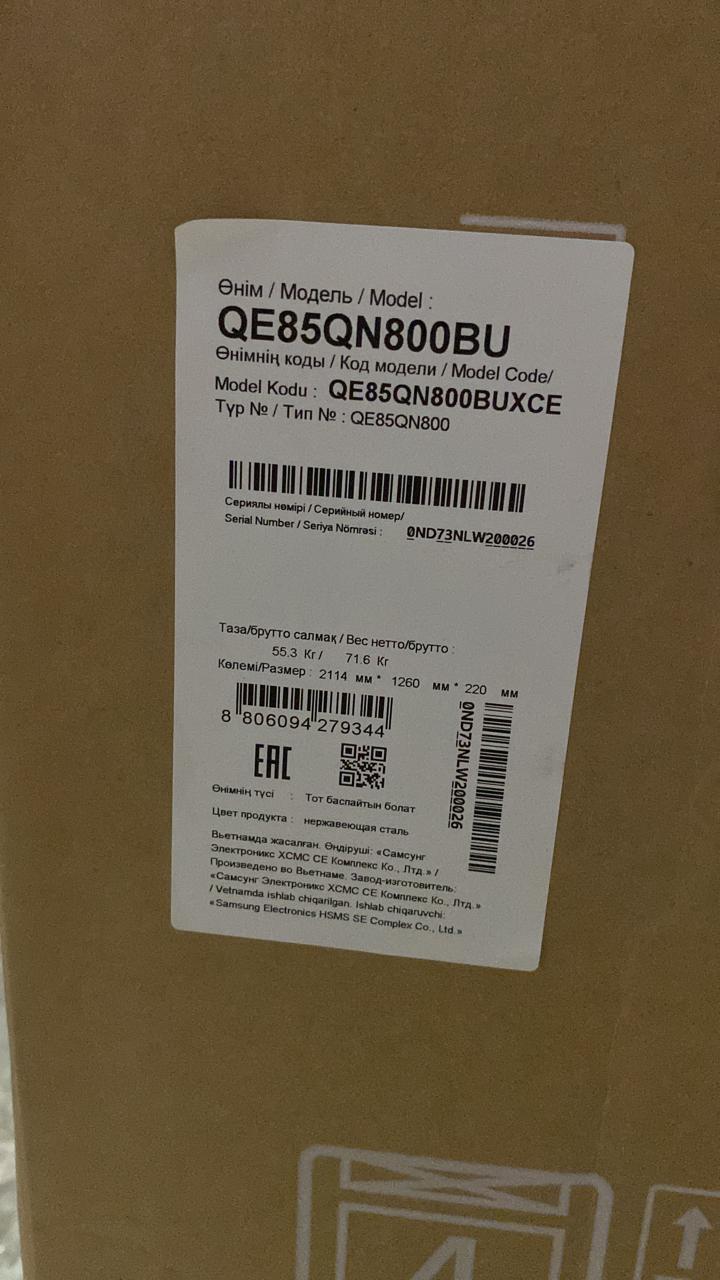 Өнім / Модель / Model :
QE85QN800BU
Өнімнің коды / Код модели / Model Code/
Model Kodu : QE85QN800BUXCE
Түр № / Тип № : QE85QN800
Сериялы нөмірі / Серийный номер/
Serial Number / Seriya Nömrəsi : 0ND73NLW200026
Таза/брутто салмақ / Вес нетто/брутто :
55.3 Кг / 71.6 Кг
Көлемі/Размер : 2114 мм * 1260 мм * 220 мм
8 806094 279344
0ND73NLW200026
EAC
Өнімнің түсі : Тот баспайтын болат
Цвет продукта : нержавеющая сталь
Вьетнамда жасалған. Өндіруші: «Самсунг
Электроникс ХСМС СЕ Комплекс Ко., Лтд.» /
Произведено во Вьетнаме. Завод-изготовитель:
«Самсунг Электроникс ХСМС СЕ Комплекс Ко., Лтд.»
/ Vetnamda ishlab chiqarilgan. Ishlab chiqaruvchi:
«Samsung Electronics HSMS SE Complex Co., Ltd.»
4